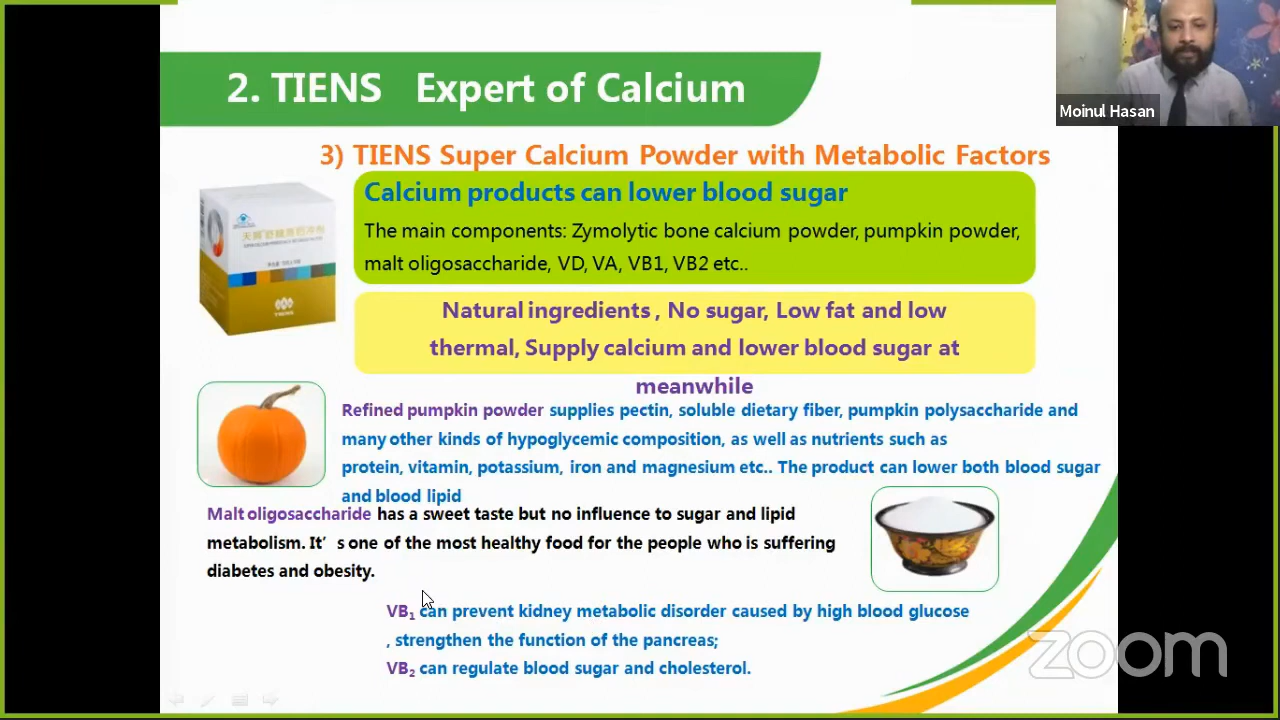 Moinul Hasan
2. TIENS Expert of Calcium
3) TIENS Super Calcium Powder with Metabolic Factors
Calcium products can lower blood sugar
The main components: Zymolytic bone calcium powder, pumpkin powder,
malt oligosaccharide, VD, VA, VB1, VB2 etc..
TIENS
Natural ingredients , No sugar, Low fat and low
thermal, Supply calcium and lower blood sugar at
meanwhile
Refined pumpkin powder supplies pectin, soluble dietary fiber, pumpkin polysaccharide and
many other kinds of hypoglycemic composition, as well as nutrients such as
protein, vitamin, potassium, iron and magnesium etc.. The product can lower both blood sugar
and blood lipid
Malt oligosaccharide has a sweet taste but no influence to sugar and lipid
metabolism. It’ s one of the most healthy food for the people who is suffering
diabetes and obesity.
VB1 can prevent kidney metabolic disorder caused by high blood glucose
, strengthen the function of the pancreas;
VB2 can regulate blood sugar and cholesterol.
zoom